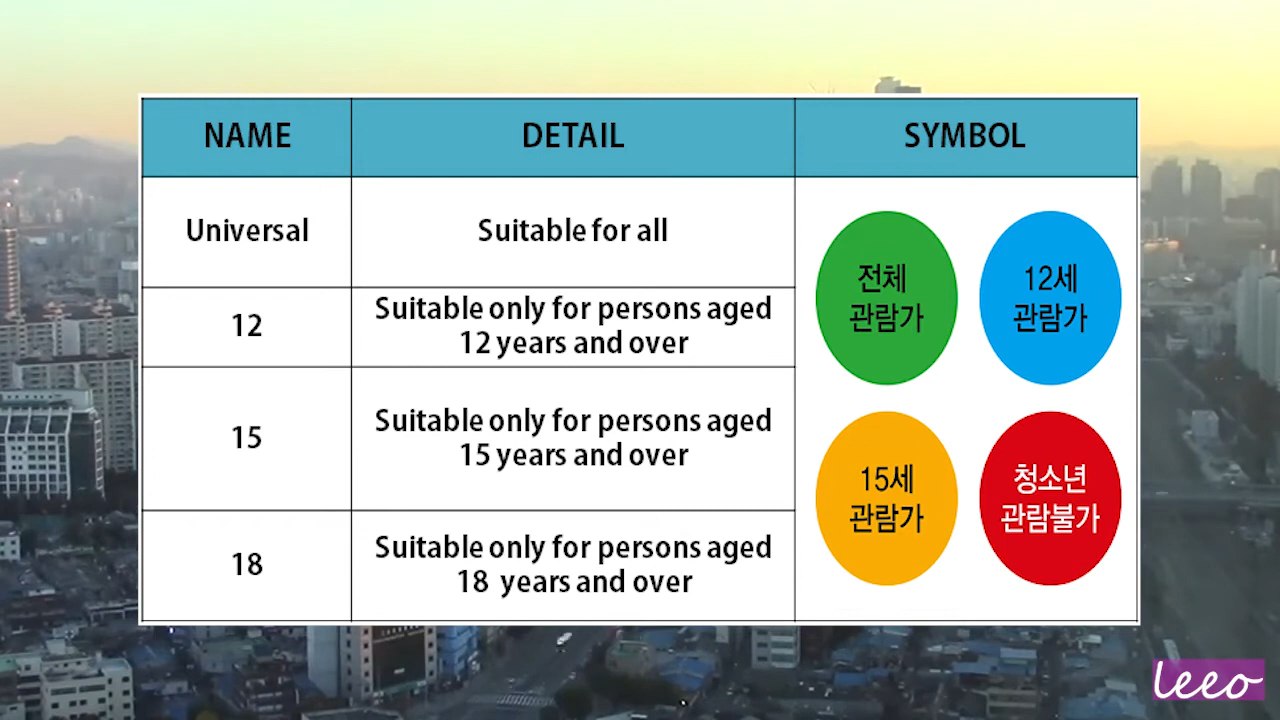 NAME
DETAIL
SYMBOL
Universal
Suitable for all
12
Suitable only for persons aged
12 years and over
15
Suitable only for persons aged
15 years and over
18
Suitable only for persons aged
18 years and over
전체
관람가
12세
관람가
15세
관람가
청소년
관람불가
leeo